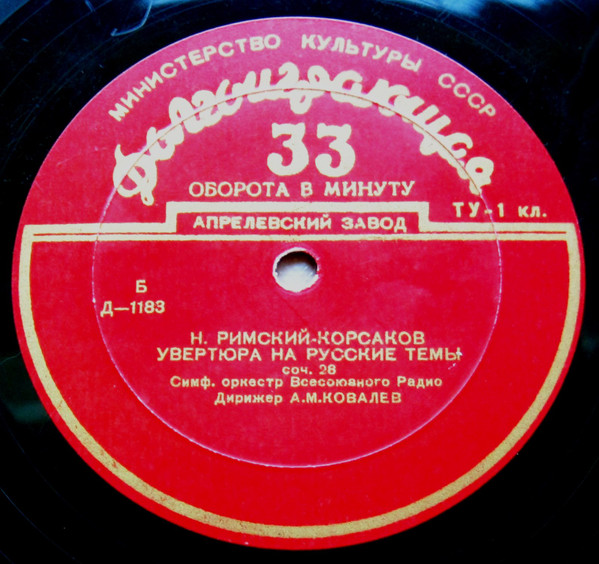 МИНИСТЕРСТВО КУЛЬТУРЫ СССР
Долгоиграющая
33
ОБОРОТА В МИНУТУ
ТУ-1 кл.
АПРЕЛЕВСКИЙ ЗАВОД
Б
Д—1183
Н. РИМСКИЙ-КОРСАКОВ
УВЕРТЮРА НА РУССКИЕ ТЕМЫ
соч. 28
Симф. оркестр Всесоюзного Радио
Дирижер А.М.КОВАЛЕВ